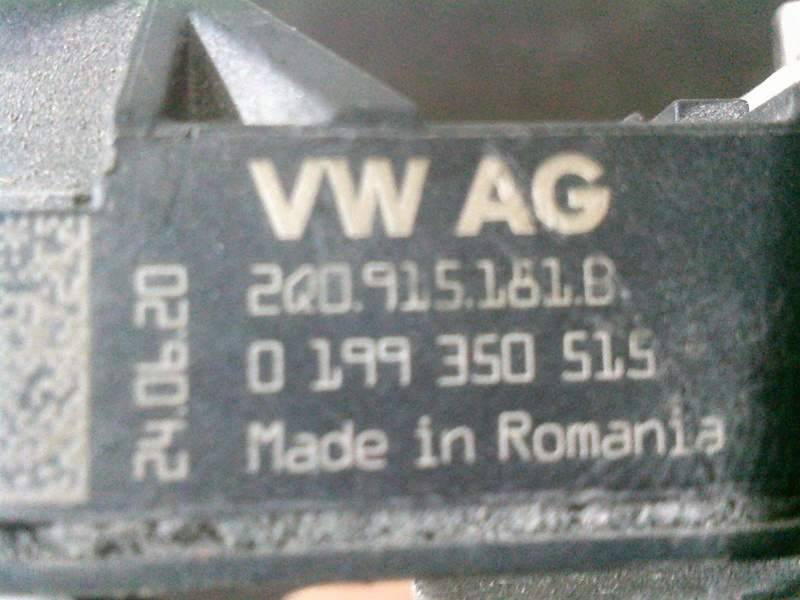 VW AG
2Q0.915.181.B
0 199 350 515
Made in Romania
24.06.20